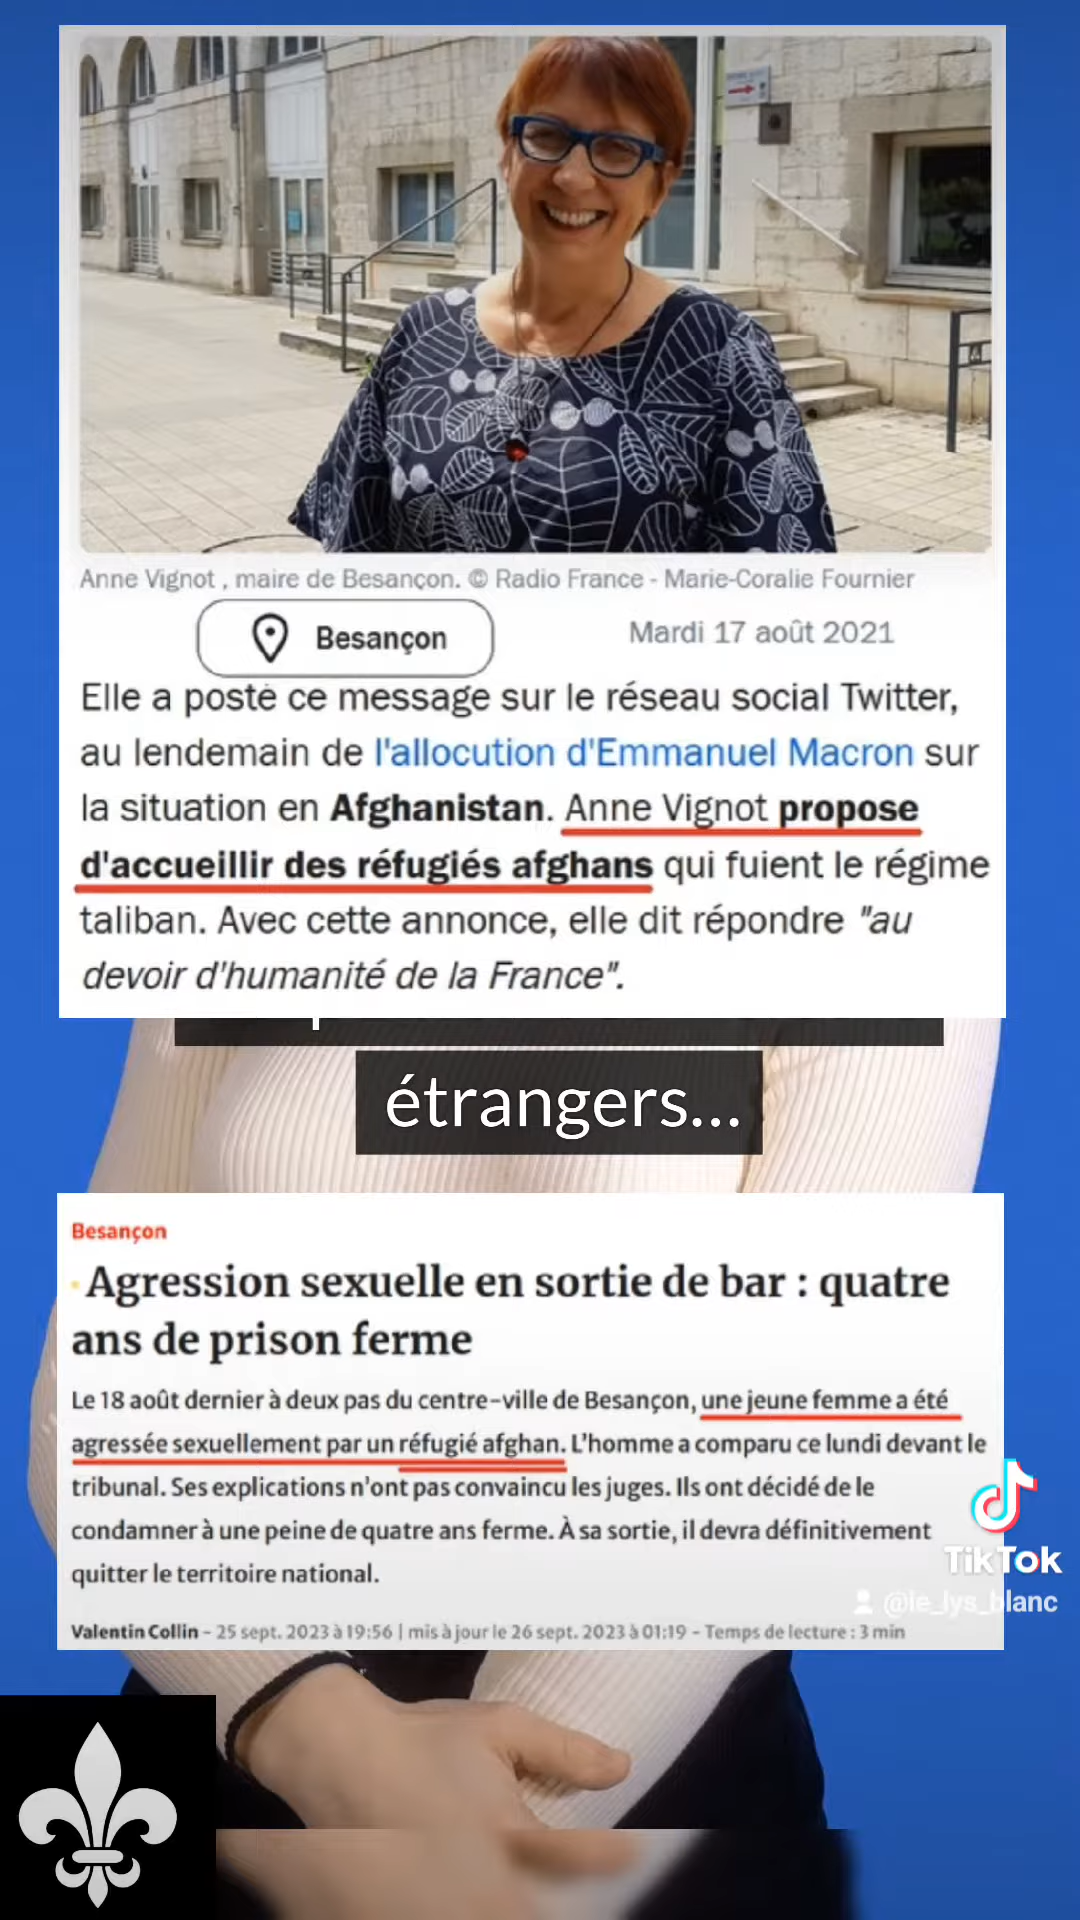 Anne Vignot , maire de Besançon. © Radio France - Marie-Coralie Fournier
Besançon
Mardi 17 août 2021
Elle a posté ce message sur le réseau social Twitter,
au lendemain de l'allocution d'Emmanuel Macron sur
la situation en Afghanistan. Anne Vignot propose
d'accueillir des réfugiés afghans qui fuient le régime
taliban. Avec cette annonce, elle dit répondre "au
devoir d'humanité de la France".
étrangers...
Besançon
Agression sexuelle en sortie de bar : quatre
ans de prison ferme
Le 18 août dernier à deux pas du centre-ville de Besançon, une jeune femme a été
agressée sexuellement par un réfugié afghan. L'homme a comparu ce lundi devant le
tribunal. Ses explications n'ont pas convaincu les juges. Ils ont décidé de le
condamner à une peine de quatre ans ferme. À sa sortie, il devra définitivement
quitter le territoire national.
Valentin Collin - 25 sept. 2023 à 19:56 | mis à jour le 26 sept. 2023 à 01:19 - Temps de lecture : 3 min
TikTok
@le_lys_blanc